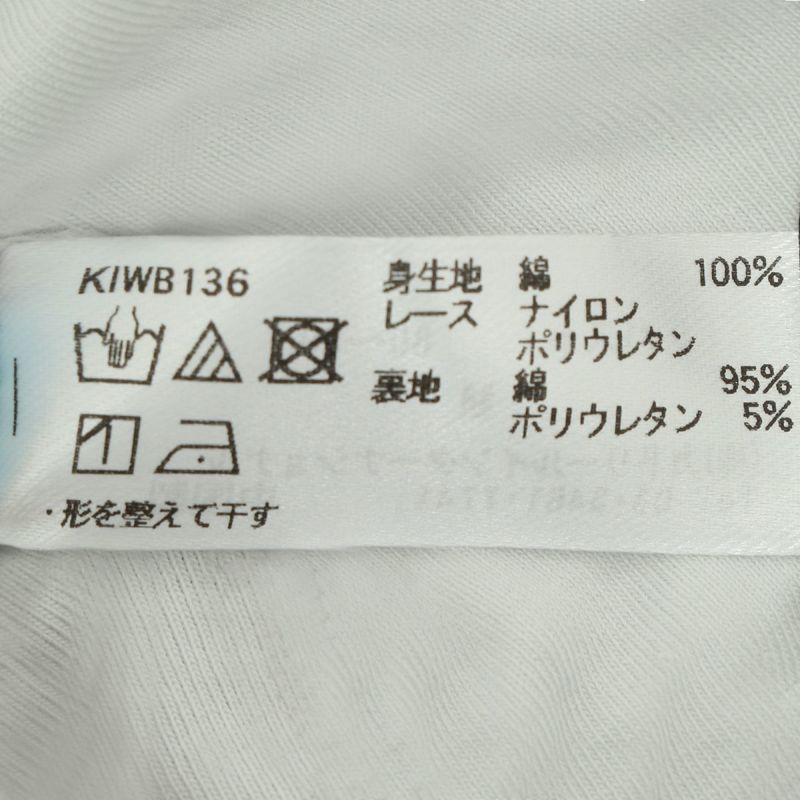 KIWB136
身生地 綿 100%
レース ナイロン
ポリウレタン
裏地 綿 95%
ポリウレタン 5%
・形を整えて干す